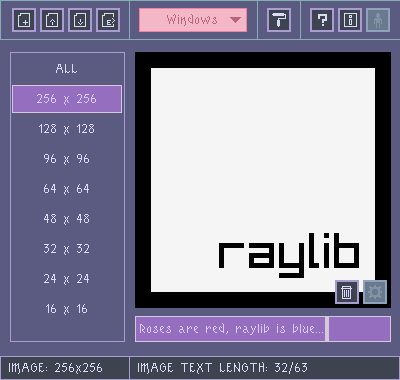 Windows
?
ALL
256 x 256
128 x 128
96 x 96
64 x 64
48 x 48
32 x 32
24 x 24
16 x 16
raylib
Roses are red, raylib is blue...
IMAGE: 256x256
IMAGE TEXT LENGTH: 32/63